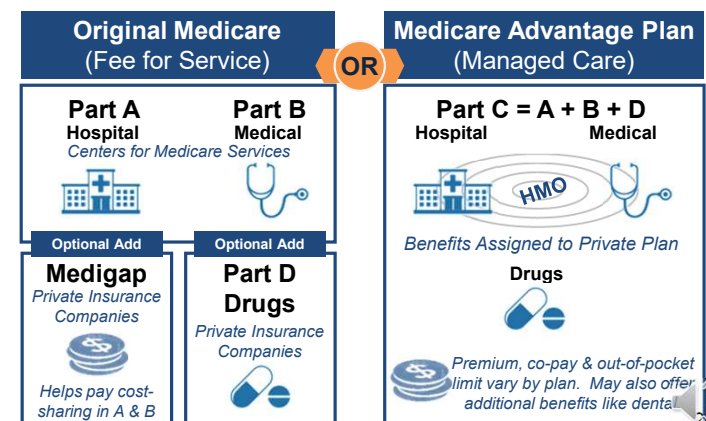 Original Medicare
(Fee for Service)
OR
Medicare Advantage Plan
(Managed Care)
Part A
Hospital
Part B
Medical
Centers for Medicare Services
Optional Add
Medigap
Private Insurance
Companies
$
Helps pay cost-
sharing in A & B
Optional Add
Part D
Drugs
Private Insurance
Companies
Part C = A + B + D
Hospital
Medical
HMO
Benefits Assigned to Private Plan
Drugs
$
Premium, co-pay & out-of-pocket
limit vary by plan. May also offer
additional benefits like dental